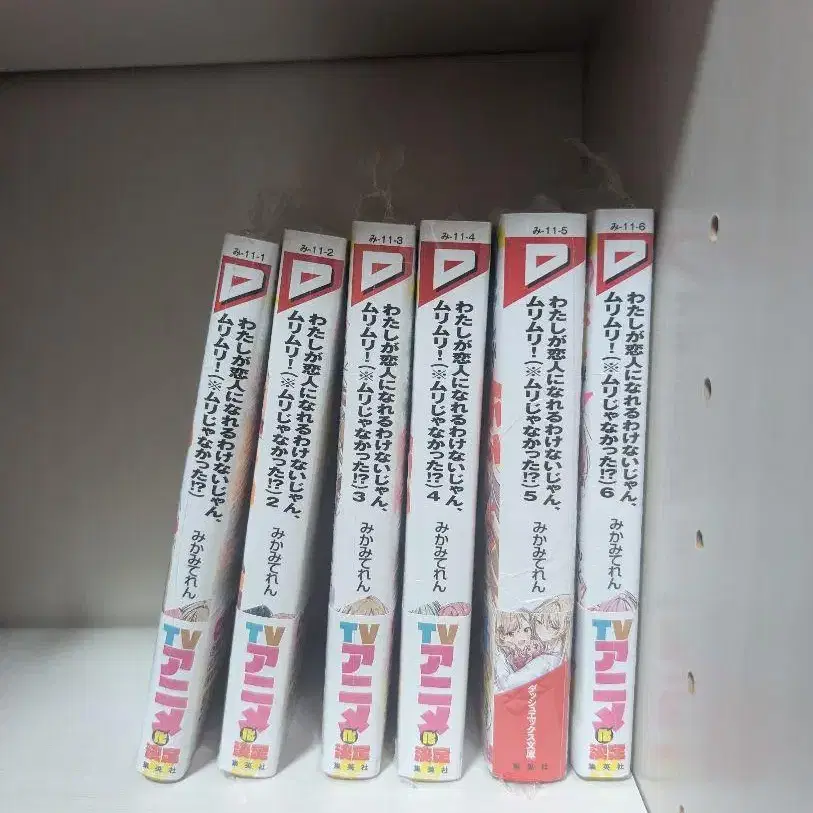 み-11-1
わたしが恋人になれるわけないじゃん、
ムリムリ!(※ムリじゃなかった!?)
みかみてれん
TVアニメ化決定
集英社
み-11-2
わたしが恋人になれるわけないじゃん、
ムリムリ!(※ムリじゃなかった!?)2
みかみてれん
TVアニメ化決定
集英社
み-11-3
わたしが恋人になれるわけないじゃん、
ムリムリ!(※ムリじゃなかった!?)3
みかみてれん
TVアニメ化決定
集英社
み-11-4
わたしが恋人になれるわけないじゃん、
ムリムリ!(※ムリじゃなかった!?)4
みかみてれん
TVアニメ化決定
集英社
み-11-5
わたしが恋人になれるわけないじゃん、
ムリムリ!(※ムリじゃなかった!?)5
みかみてれん
ダッシュエックス文庫
集英社
み-11-6
わたしが恋人になれるわけないじゃん、
ムリムリ!(※ムリじゃなかった!?)6
みかみてれん
TVアニメ化決定
集英社